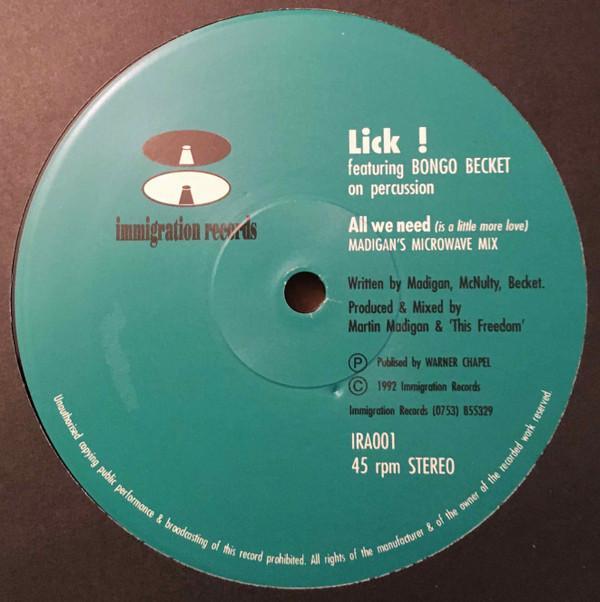 immigration records
Lick !
featuring BONGO BECKET
on percussion
All we need (is a little more love)
MADIGAN'S MICROWAVE MIX
Written by Madigan, McNulty, Becket.
Produced & Mixed by
Martin Madigan & 'This Freedom'
Ⓟ Publised by WARNER CHAPEL
© 1992 Immigration Records
Immigration Records (0753) 855329
IRA001
45 rpm STEREO
Unauthorised copying public performance & broadcasting of this record prohibited. All rights of the manufacturer & of the owner of the recorded work reserved.